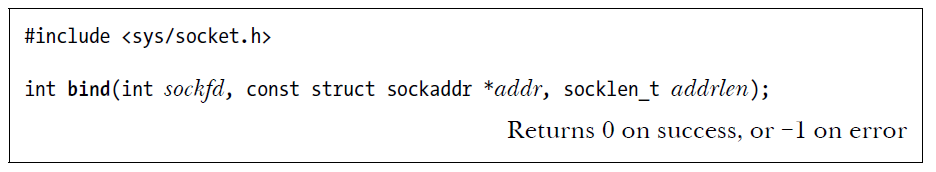 #include <sys/socket.h>
int bind(int sockfd, const struct sockaddr *addr, socklen_t addrlen);
Returns 0 on success, or −1 on error